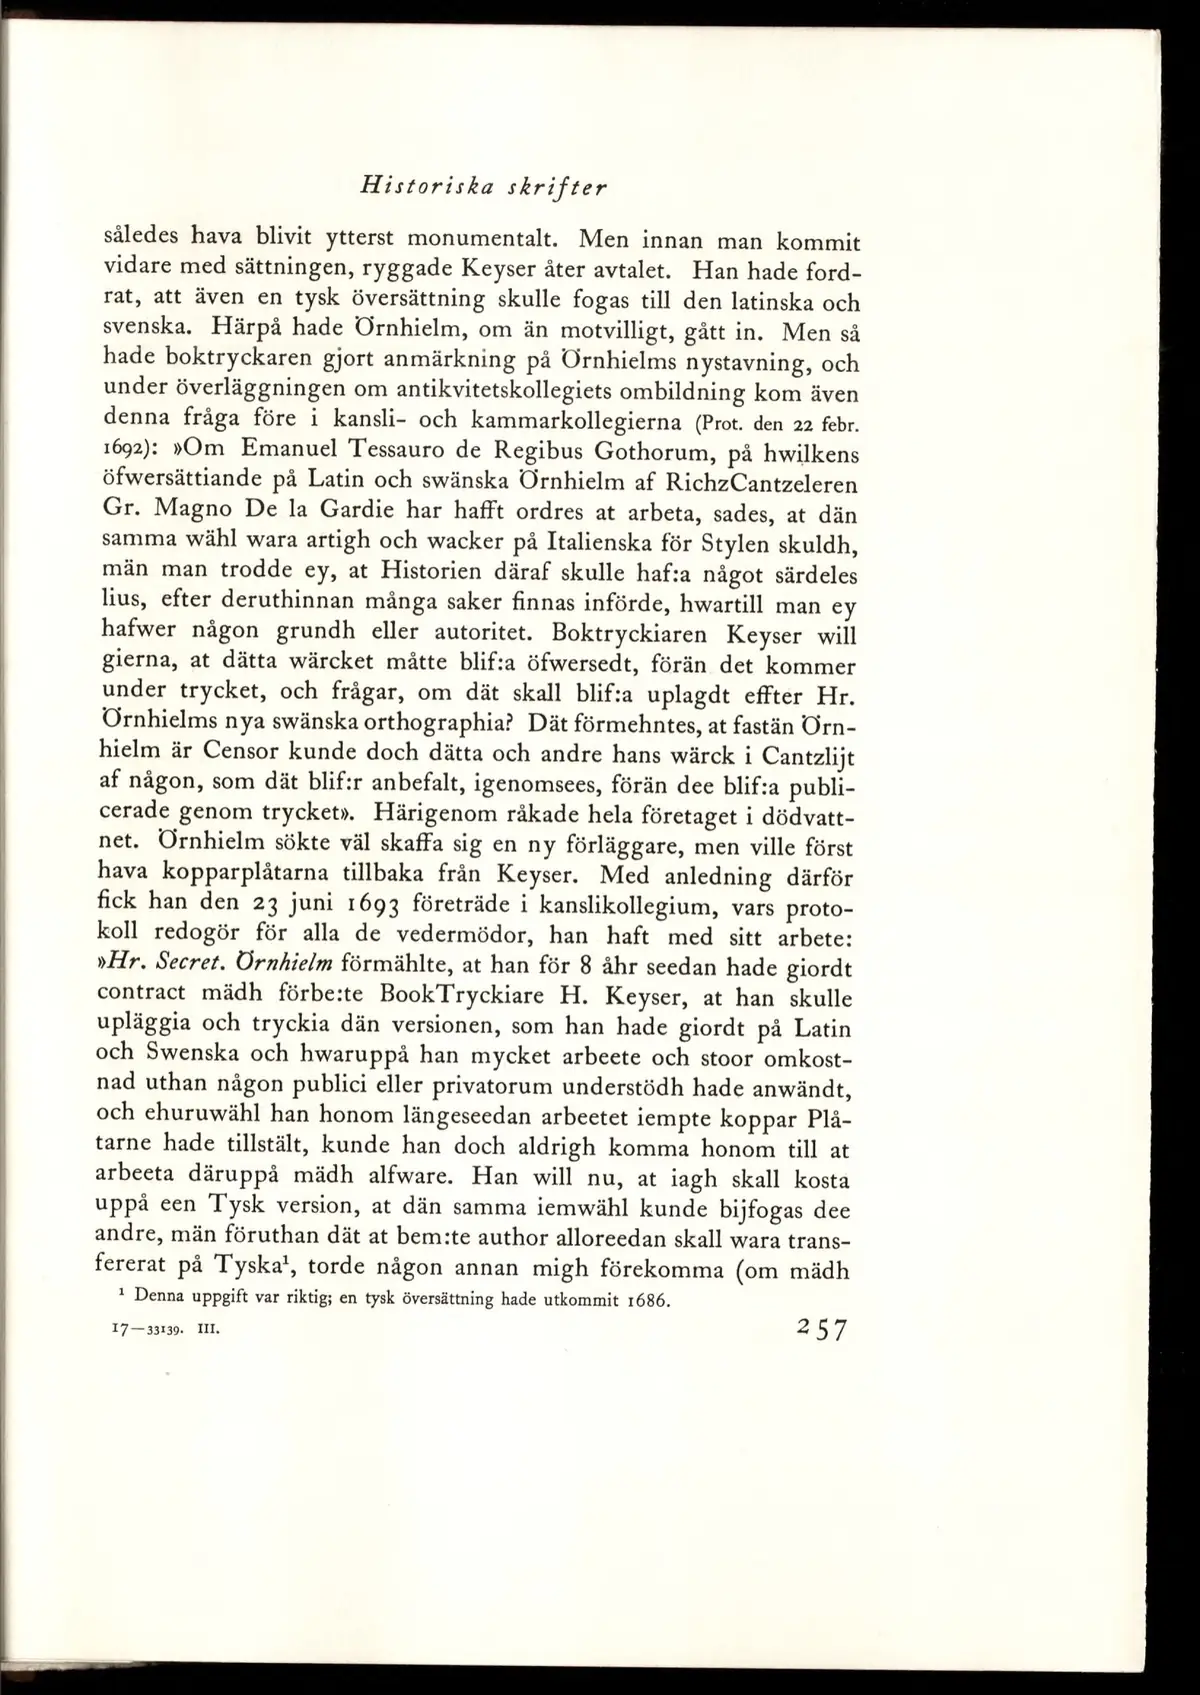 Historiska skrifter
således hava blivit ytterst monumentalt. Men innan man kommit
vidare med sättningen, ryggade Keyser åter avtalet. Han hade ford-
rat, att även en tysk översättning skulle fogas till den latinska och
svenska. Härpå hade Örnhielm, om än motvilligt, gått in. Men så
hade boktryckaren gjort anmärkning på Örnhielms nystavning, och
under överläggningen om antikvitetskollegiets ombildning kom även
denna fråga före i kansli- och kammarkollegierna (Prot. den 22 febr.
1692): »Om Emanuel Tessauro de Regibus Gothorum, på hwilkens
öfwersättiande på Latin och swänska Örnhielm af RichzCantzeleren
Gr. Magno De la Gardie har hafft ordres at arbeta, sades, at dän
samma wähl wara artigh och wacker på Italienska för Stylen skuldh,
män man trodde ey, at Historien däraf skulle haf:a något särdeles
lius, efter deruthinnan många saker finnas införde, hwartill man ey
hafwer någon grundh eller autoritet. Boktryckiaren Keyser will
gierna, at dätta wärcket måtte blif:a öfwersedt, förän det kommer
under trycket, och frågar, om dät skall blif:a uplagdt effter Hr.
Örnhielms nya swänska orthographia? Dät förmehntes, at fastän Örn-
hielm är Censor kunde doch dätta och andre hans wärck i Cantzlijt
af någon, som dät blif:r anbefalt, igenomsees, förän dee blif:a publi-
cerade genom trycket». Härigenom råkade hela företaget i dödvatt-
net. Örnhielm sökte väl skaffa sig en ny förläggare, men ville först
hava kopparplåtarna tillbaka från Keyser. Med anledning därför
fick han den 23 juni 1693 företräde i kanslikollegium, vars proto-
koll redogör för alla de vedermödor, han haft med sitt arbete:
»Hr. Secret. Örnhielm förmählte, at han för 8 åhr seedan hade giordt
contract mädh förbe:te BookTryckiare H. Keyser, at han skulle
upläggia och tryckia dän versionen, som han hade giordt på Latin
och Swenska och hwaruppå han mycket arbeete och stoor omkost-
nad uthan någon publici eller privatorum understödh hade anwändt,
och ehuruwähl han honom längeseedan arbeetet iempte koppar Plå-
tarne hade tillstält, kunde han doch aldrigh komma honom till at
arbeeta däruppå mädh alfware. Han will nu, at iagh skall kosta
uppå een Tysk version, at dän samma iemwähl kunde bijfogas dee
andre, män föruthan dät at bem:te author alloreedan skall wara trans-
fererat på Tyska¹, torde någon annan migh förekomma (om mädh
¹ Denna uppgift var riktig; en tysk översättning hade utkommit 1686.
17—33139. III.
257